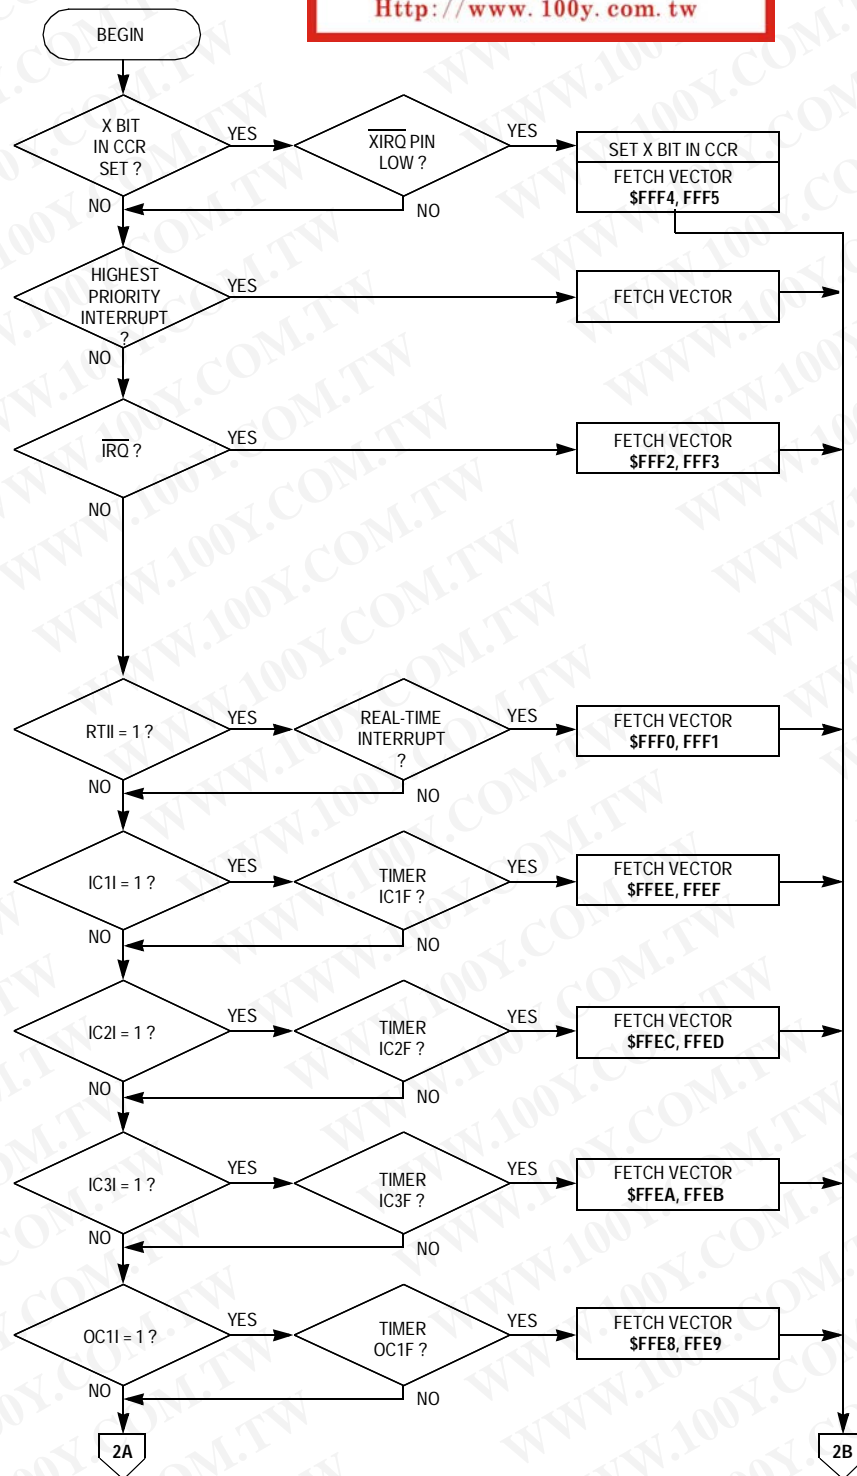 Http://www. 100y. com. tw
BEGIN
X BIT
IN CCR
SET ?
YES
XIRQ PIN
LOW ?
YES
SET X BIT IN CCR
FETCH VECTOR
$FFF4, FFF5
NO
NO
HIGHEST
PRIORITY
INTERRUPT
?
YES
FETCH VECTOR
NO
IRQ ?
YES
FETCH VECTOR
$FFF2, FFF3
NO
RTII = 1 ?
YES
REAL-TIME
INTERRUPT
?
YES
FETCH VECTOR
$FFF0, FFF1
NO
NO
IC1I = 1 ?
YES
TIMER
IC1F ?
YES
FETCH VECTOR
$FFEE, FFEF
NO
NO
IC2I = 1 ?
YES
TIMER
IC2F ?
YES
FETCH VECTOR
$FFEC, FFED
NO
NO
IC3I = 1 ?
YES
TIMER
IC3F ?
YES
FETCH VECTOR
$FFEA, FFEB
NO
NO
OC1I = 1 ?
YES
TIMER
OC1F ?
YES
FETCH VECTOR
$FFE8, FFE9
NO
NO
2A
2B
WWW.100Y.COM.TW